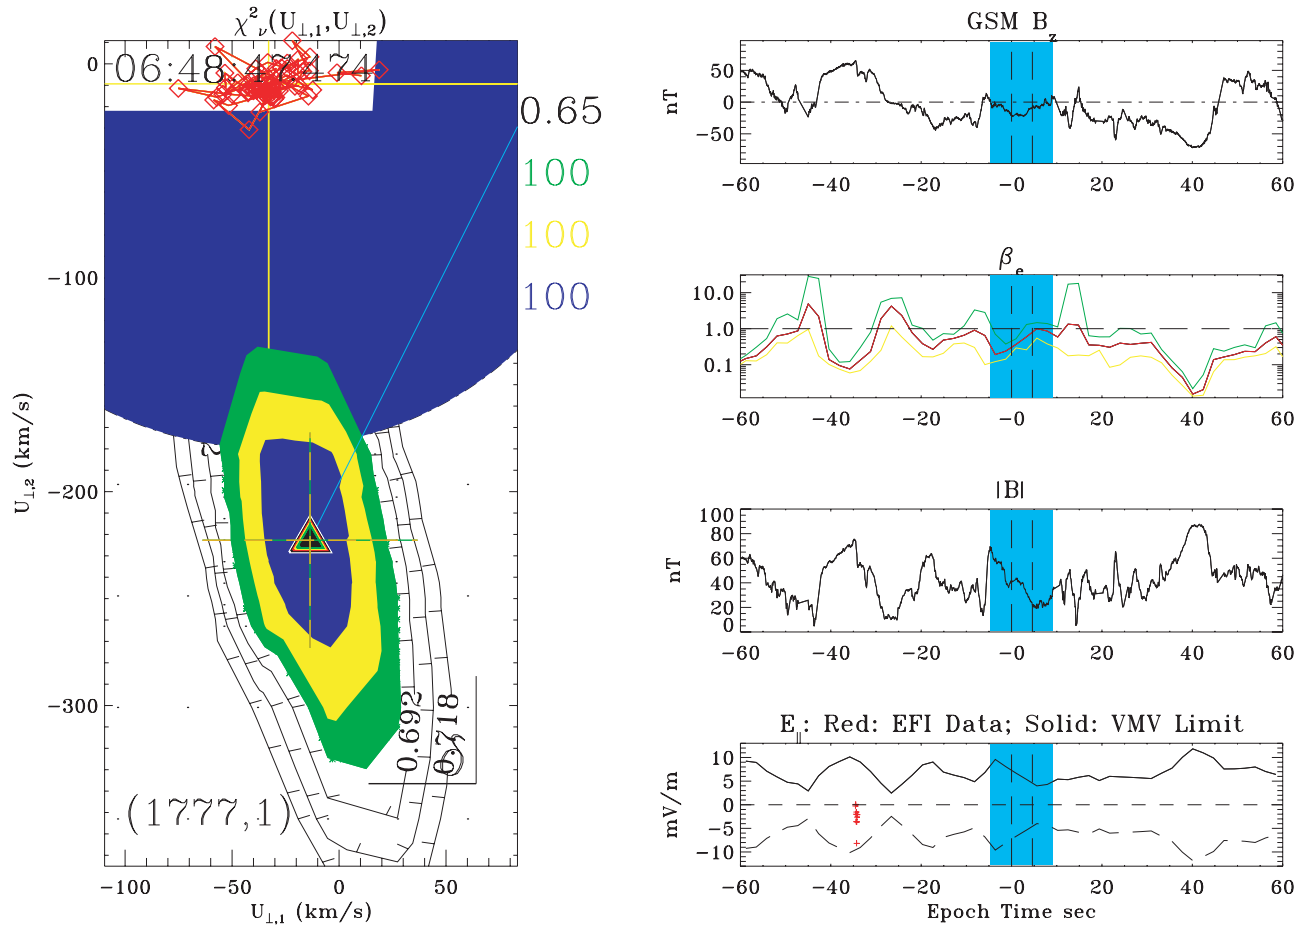 χ²ᵥ(U⊥,1,U⊥,2)
06:48:47.474
0.65
100
100
100
0
-100
-200
-300
U⊥,2 (km/s)
2
0.692
0.718
(1777,1)
-100 -50 0 50
U⊥,1 (km/s)
GSM Bz
50
0
-50
nT
-60 -40 -20 -0 20 40 60
βe
10.0
1.0
0.1
-60 -40 -20 -0 20 40 60
|B|
100
80
60
40
20
0
nT
-60 -40 -20 -0 20 40 60
E||: Red: EFI Data; Solid: VMV Limit
10
5
0
-5
-10
mV/m
-60 -40 -20 -0 20 40 60
Epoch Time sec